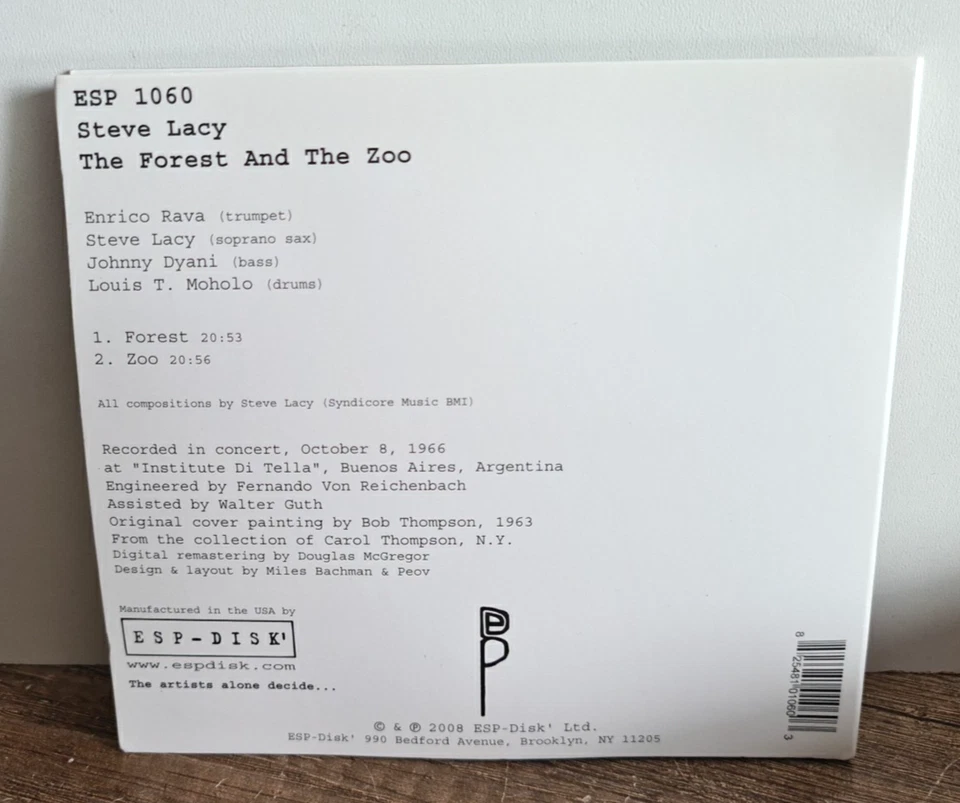 ESP 1060
Steve Lacy
The Forest And The Zoo
Enrico Rava (trumpet)
Steve Lacy (soprano sax)
Johnny Dyani (bass)
Louis T. Moholo (drums)
1. Forest 20:53
2. Zoo 20:56
All compositions by Steve Lacy (Syndicore Music BMI)
Recorded in concert, October 8, 1966
at "Institute Di Tella", Buenos Aires, Argentina
Engineered by Fernando Von Reichenbach
Assisted by Walter Guth
Original cover painting by Bob Thompson, 1963
From the collection of Carol Thompson, N.Y.
Digital remastering by Douglas McGregor
Design & layout by Miles Bachman & Peov
Manufactured in the USA by
ESP-DISK'
www.espdisk.com
The artists alone decide...
© & ℗ 2008 ESP-Disk' Ltd.
ESP-Disk' 990 Bedford Avenue, Brooklyn, NY 11205
8 25481 01060 3